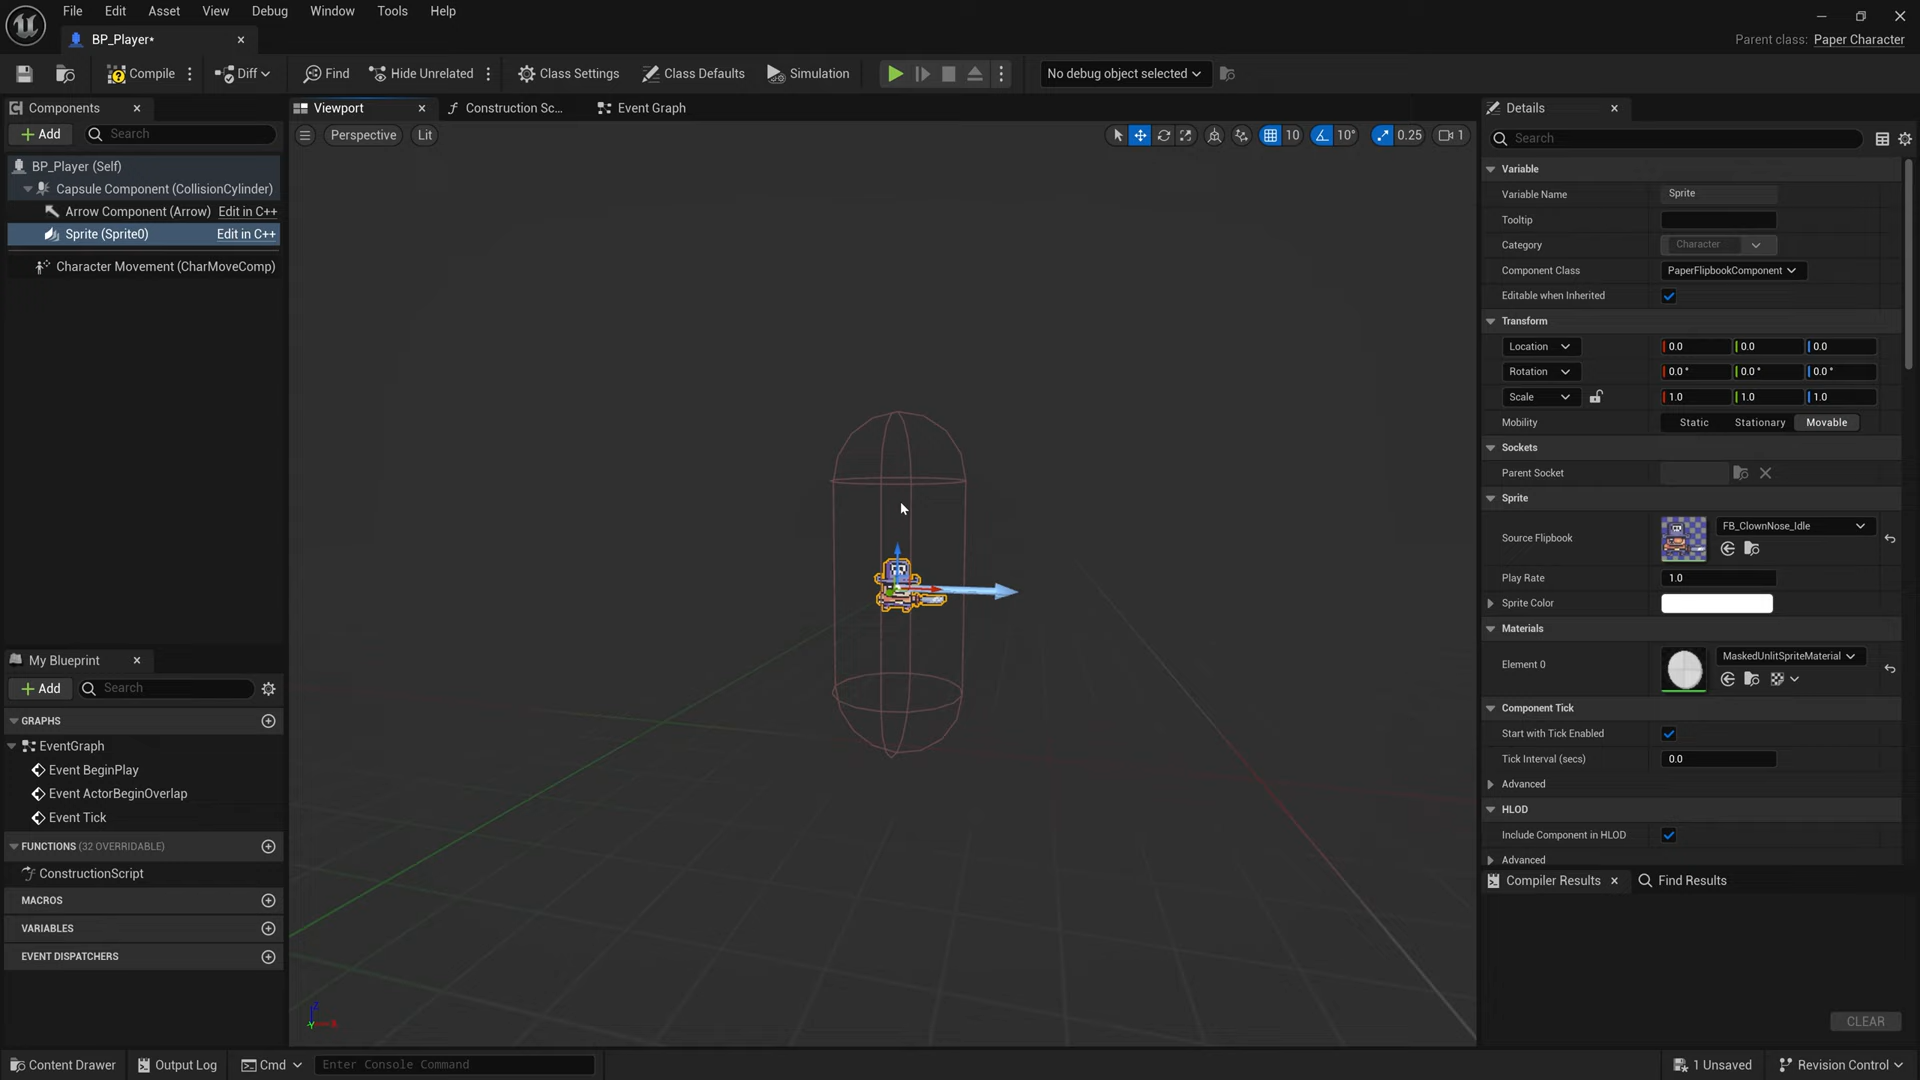 File Edit Asset View Debug Window Tools Help
BP_Player*
Parent class: Paper Character
Compile Diff Find Hide Unrelated Class Settings Class Defaults Simulation No debug object selected
Components
Add Search
BP_Player (Self)
Capsule Component (CollisionCylinder)
Arrow Component (Arrow) Edit in C++
Sprite (Sprite0) Edit in C++
Character Movement (CharMoveComp)
My Blueprint
Add Search
GRAPHS
EventGraph
Event BeginPlay
Event ActorBeginOverlap
Event Tick
FUNCTIONS (32 OVERRIDABLE)
ConstructionScript
MACROS
VARIABLES
EVENT DISPATCHERS
Viewport Construction Sc... Event Graph
Perspective Lit 10 10° 0.25 1
Details
Search
Variable
Variable Name Sprite
Tooltip
Category Character
Component Class PaperFlipbookComponent
Editable when Inherited
Transform
Location 0.0 0.0 0.0
Rotation 0.0° 0.0° 0.0°
Scale 1.0 1.0 1.0
Mobility Static Stationary Movable
Sockets
Parent Socket
Sprite
Source Flipbook FB_ClownNose_Idle
Play Rate 1.0
Sprite Color
Materials
Element 0 MaskedUnlitSpriteMaterial
Component Tick
Start with Tick Enabled
Tick Interval (secs) 0.0
Advanced
HLOD
Include Component in HLOD
Advanced
Compiler Results Find Results
CLEAR
Content Drawer Output Log Cmd Enter Console Command 1 Unsaved Revision Control